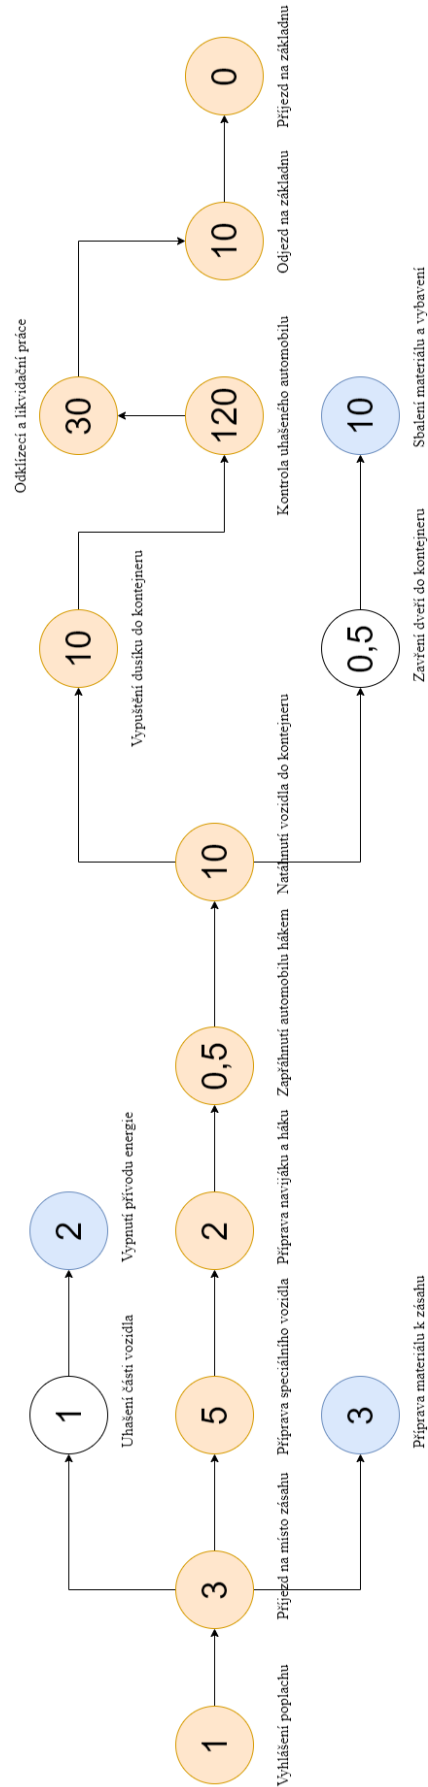 Odklízecí a likvidační práce
1
2
10
30
Uhašení části vozidla
Vypnutí přívodu energie
Vypuštění dusíku do kontejneru
1
3
5
2
0,5
10
120
10
0
Vyhlášení poplachu
Příjezd na místo zásahu
Příprava speciálního vozidla
Příprava navijáku a háku
Zapřáhnutí automobilu hákem
Natáhnutí vozidla do kontejneru
Kontrola uhašeného automobilu
Odjezd na základnu
Příjezd na základnu
3
0,5
10
Příprava materiálu k zásahu
Zavření dveří do kontejneru
Sbalení materiálu a vybavení